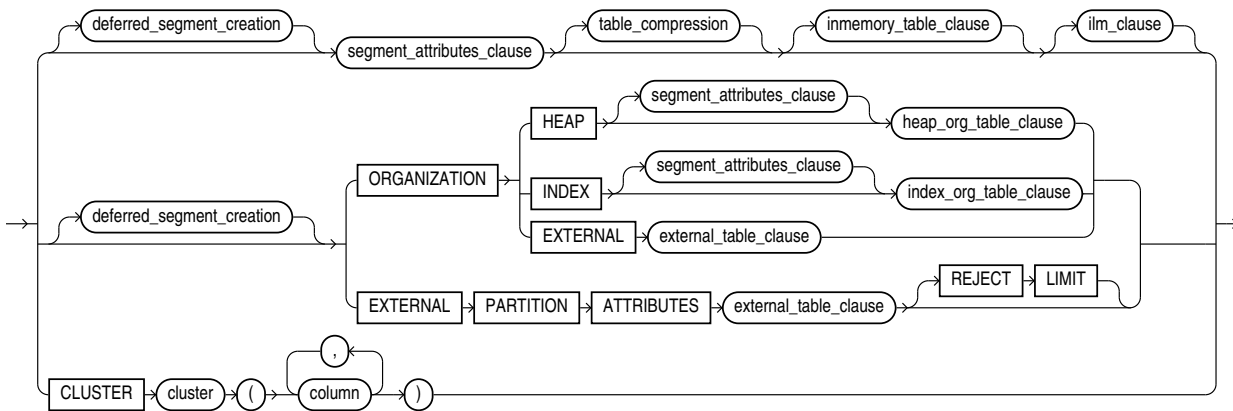 deferred_segment_creation table_compression inmemory_table_clause ilm_clause
segment_attributes_clause
segment_attributes_clause
HEAP heap_org_table_clause
segment_attributes_clause
ORGANIZATION INDEX index_org_table_clause
deferred_segment_creation
EXTERNAL external_table_clause
REJECT LIMIT
EXTERNAL PARTITION ATTRIBUTES external_table_clause
,
CLUSTER cluster ( column )